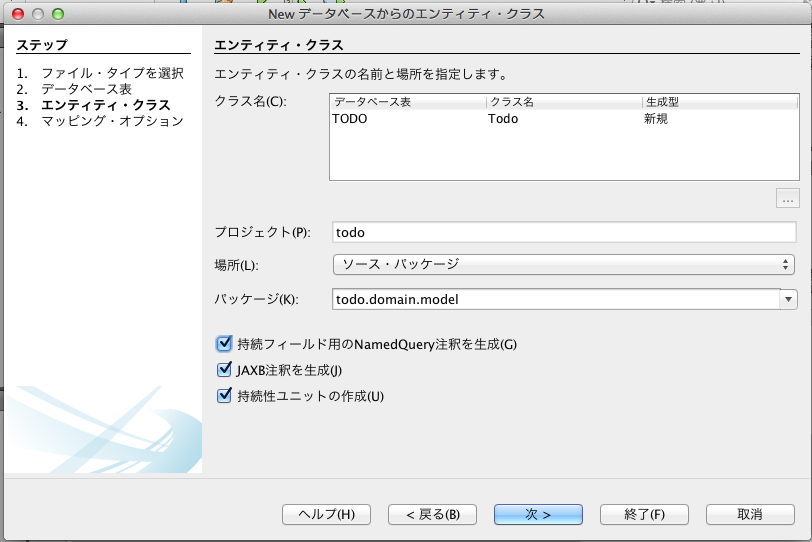 New データベースからのエンティティ・クラス
ステップ
1. ファイル・タイプを選択
2. データベース表
3. エンティティ・クラス
4. マッピング・オプション
エンティティ・クラス
エンティティ・クラスの名前と場所を指定します。
クラス名(C):
データベース表 クラス名 生成型
TODO Todo 新規
...
プロジェクト(P): todo
場所(L): ソース・パッケージ
パッケージ(K): todo.domain.model
持続フィールド用のNamedQuery注釈を生成(G)
JAXB注釈を生成(J)
持続性ユニットの作成(U)
ヘルプ(H) < 戻る(B) 次 > 終了(F) 取消